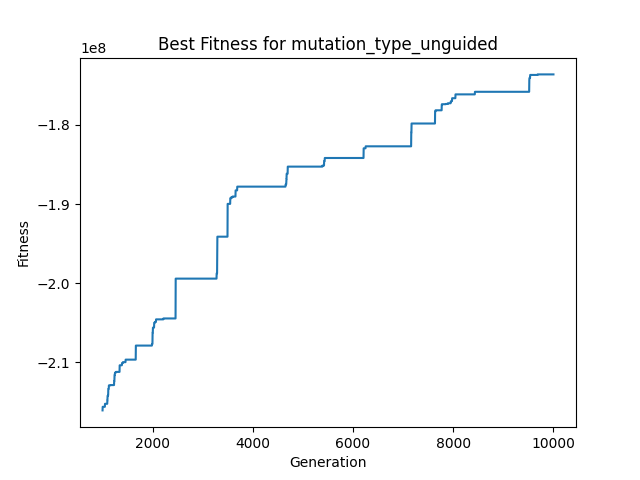 Best Fitness for mutation_type_unguided
1e8
−1.8
−1.9
−2.0
−2.1
Fitness
2000 4000 6000 8000 10000
Generation